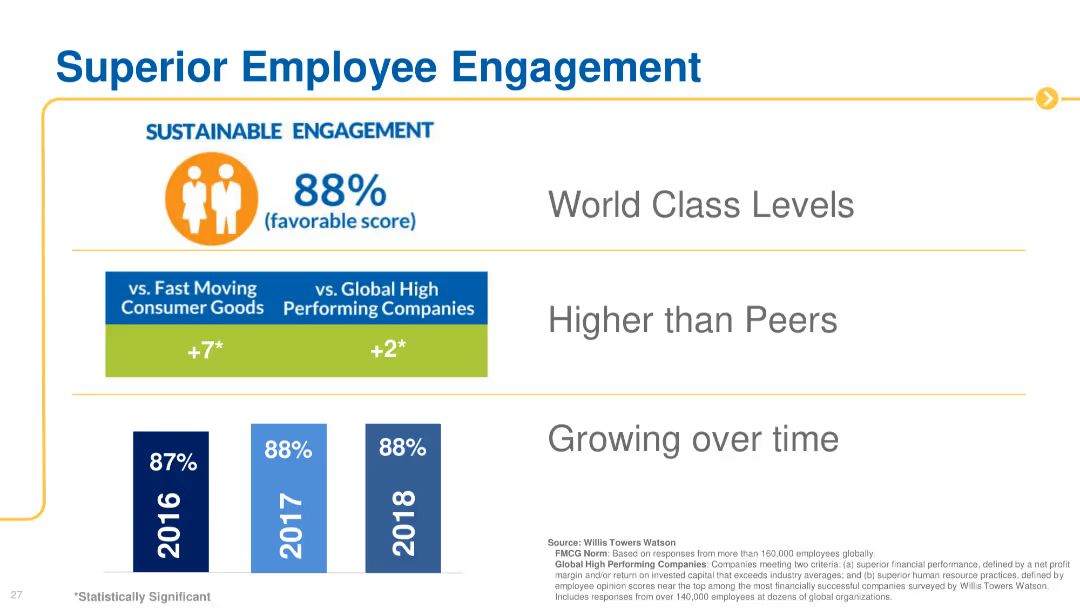 Superior Employee Engagement
SUSTAINABLE ENGAGEMENT
88%
(favorable score)
World Class Levels
vs. Fast Moving
Consumer Goods
vs. Global High
Performing Companies
+7*
+2*
Higher than Peers
87%
2016
88%
2017
88%
2018
Growing over time
Source: Willis Towers Watson
FMCG Norm: Based on responses from more than 160,000 employees globally.
Global High Performing Companies: Companies meeting two criteria: (a) superior financial performance, defined by a net profit
margin and/or return on invested capital that exceeds industry averages; and (b) superior human resource practices, defined by
employee opinion scores near the top among the most financially successful companies surveyed by Willis Towers Watson.
Includes responses from over 140,000 employees at dozens of global organizations.
27
*Statistically Significant